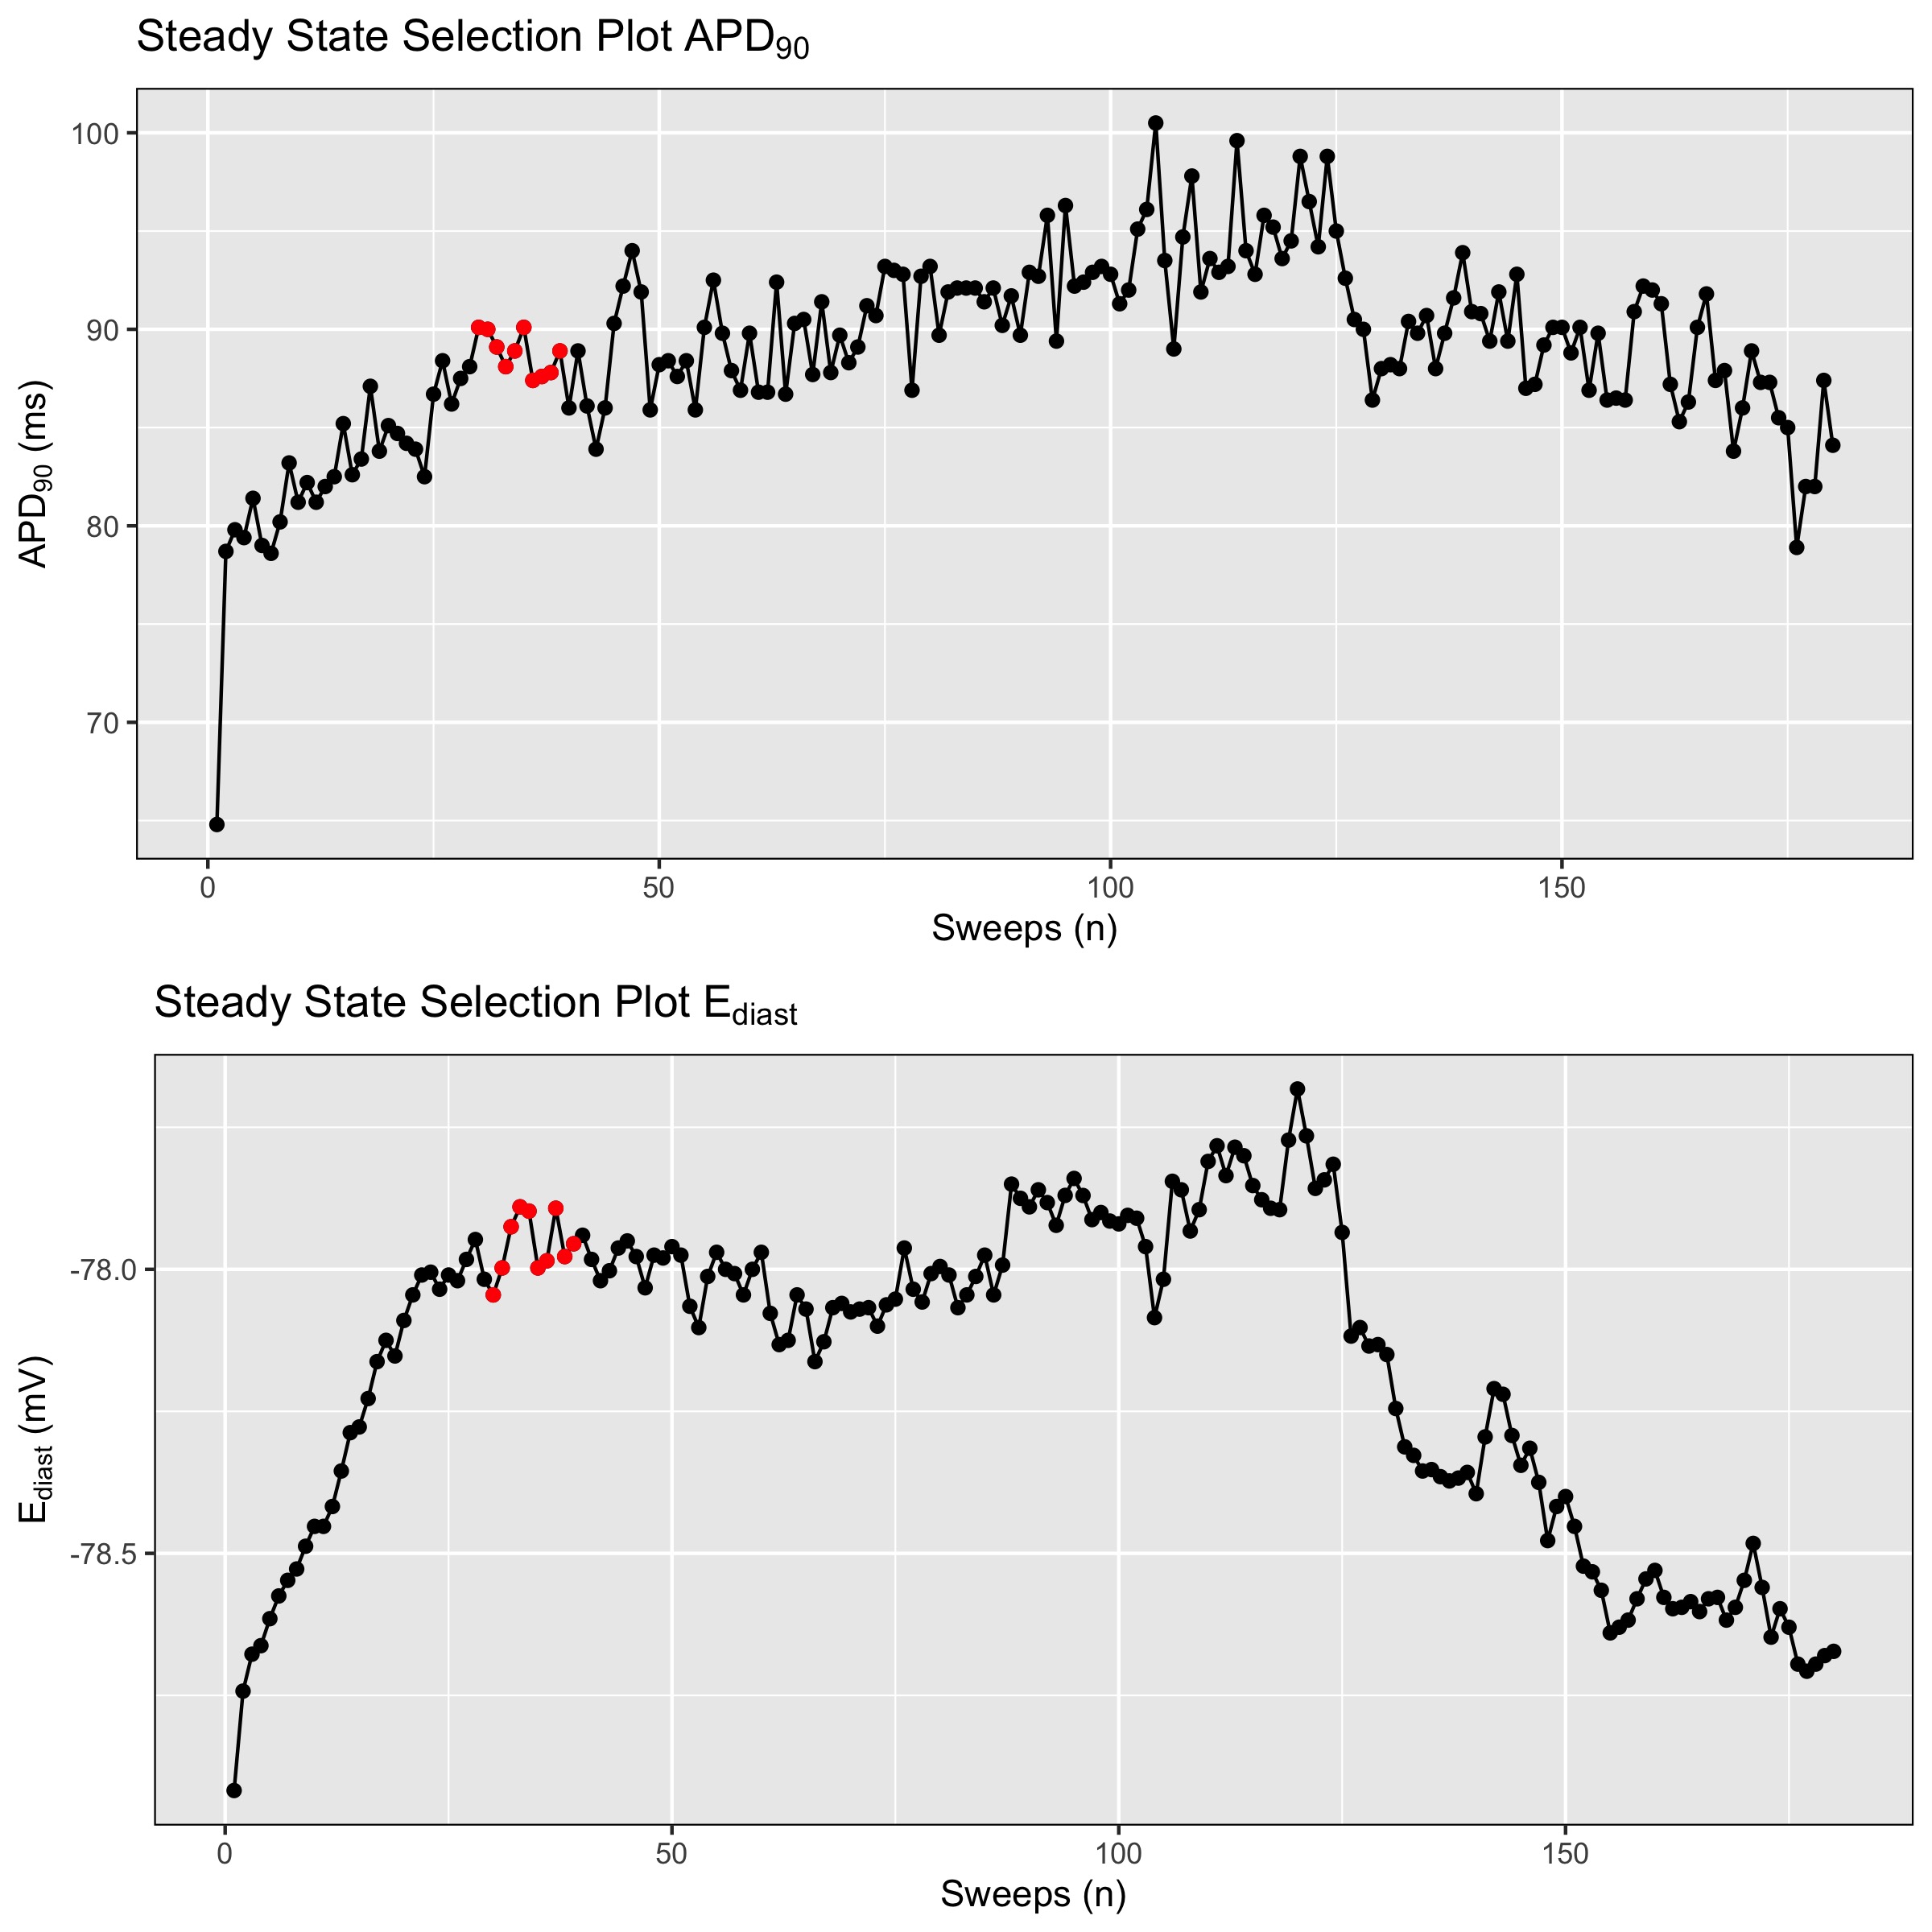 Steady State Selection Plot APD90
100
90
80
70
APD90 (ms)
0 50 100 150
Sweeps (n)
Steady State Selection Plot Ediast
-78.0
-78.5
Ediast (mV)
0 50 100 150
Sweeps (n)